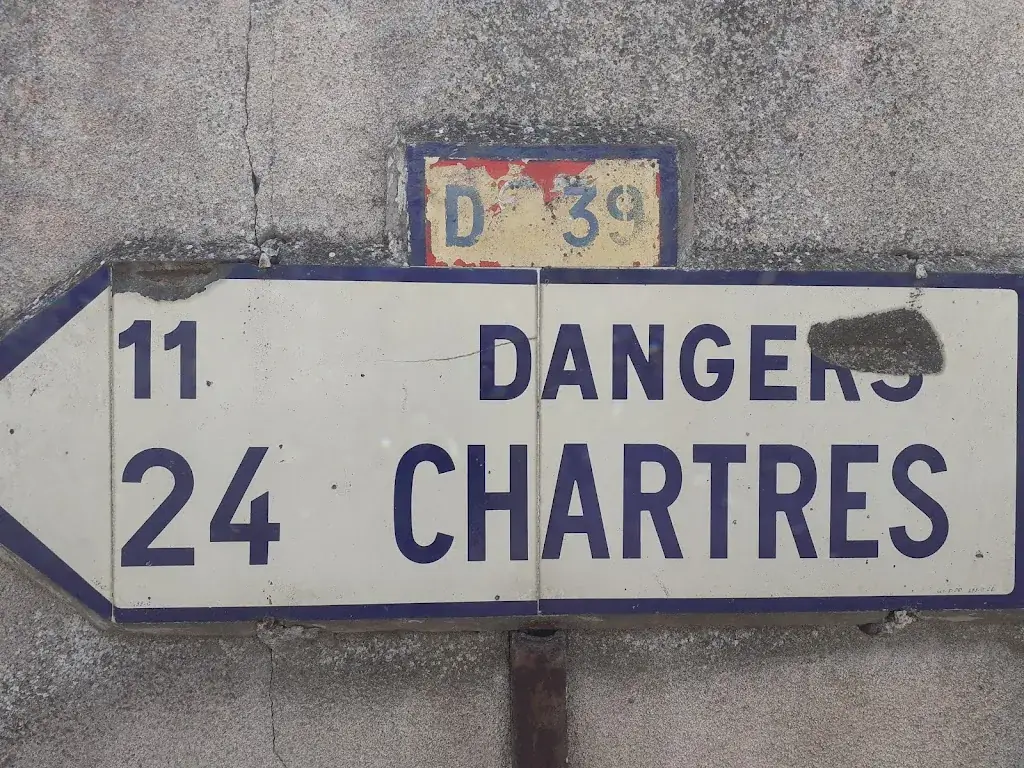 D 39
11 DANGERS
24 CHARTRES